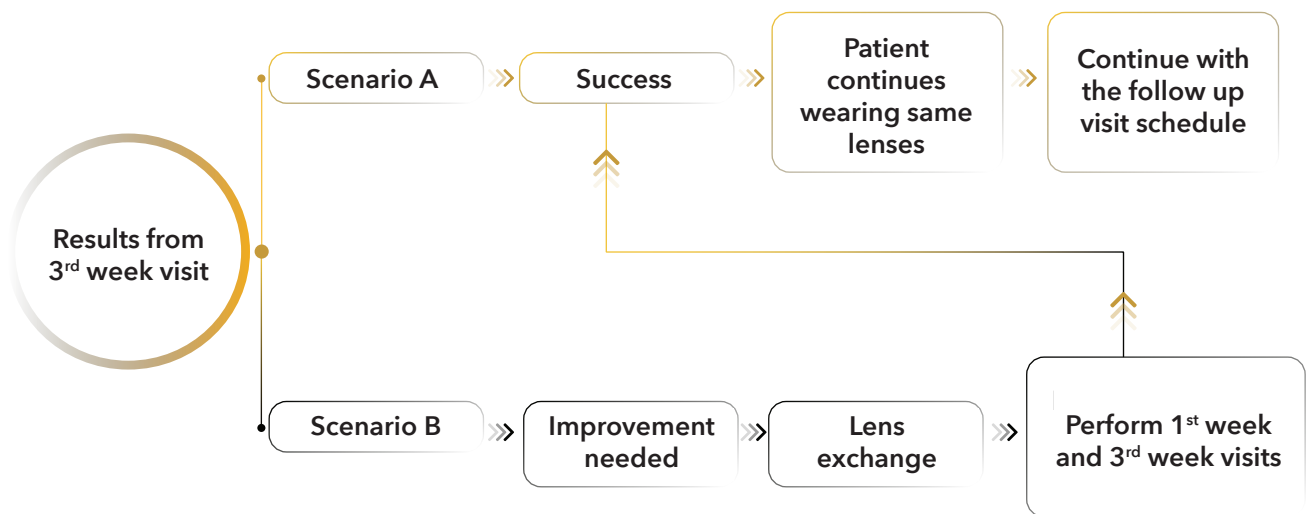 Results from
3rd week visit
Scenario A
Success
Patient
continues
wearing same
lenses
Continue with
the follow up
visit schedule
Scenario B
Improvement
needed
Lens
exchange
Perform 1st week
and 3rd week visits